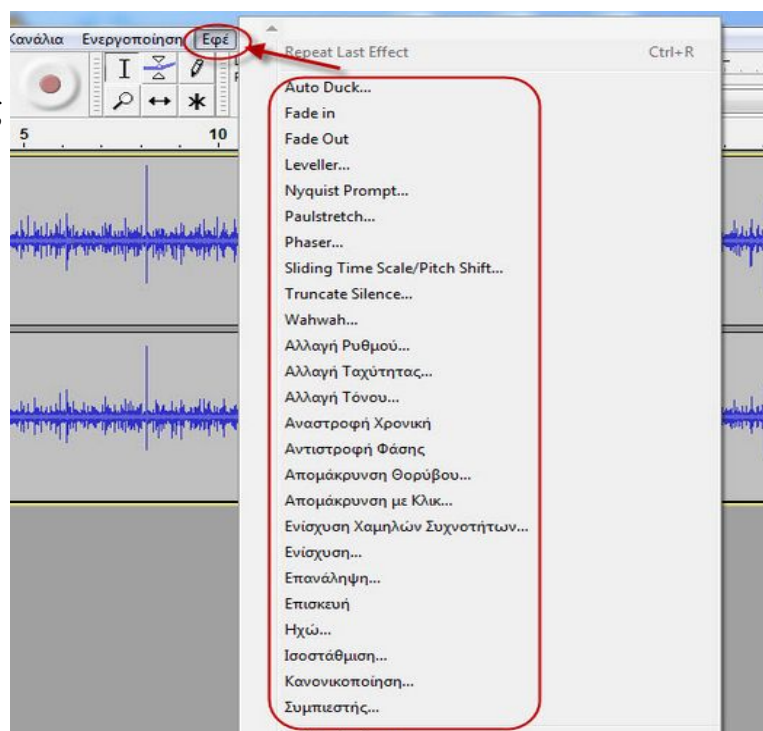 Κανάλια Ενεργοποίηση Εφέ
5 10
Repeat Last Effect Ctrl+R
Auto Duck...
Fade in
Fade Out
Leveller...
Nyquist Prompt...
Paulstretch...
Phaser...
Sliding Time Scale/Pitch Shift...
Truncate Silence...
Wahwah...
Αλλαγή Ρυθμού...
Αλλαγή Ταχύτητας...
Αλλαγή Τόνου...
Αναστροφή Χρονική
Αντιστροφή Φάσης
Απομάκρυνση Θορύβου...
Απομάκρυνση με Κλικ...
Ενίσχυση Χαμηλών Συχνοτήτων...
Ενίσχυση...
Επανάληψη...
Επισκευή
Ηχώ...
Ισοστάθμιση...
Κανονικοποίηση...
Συμπιεστής...